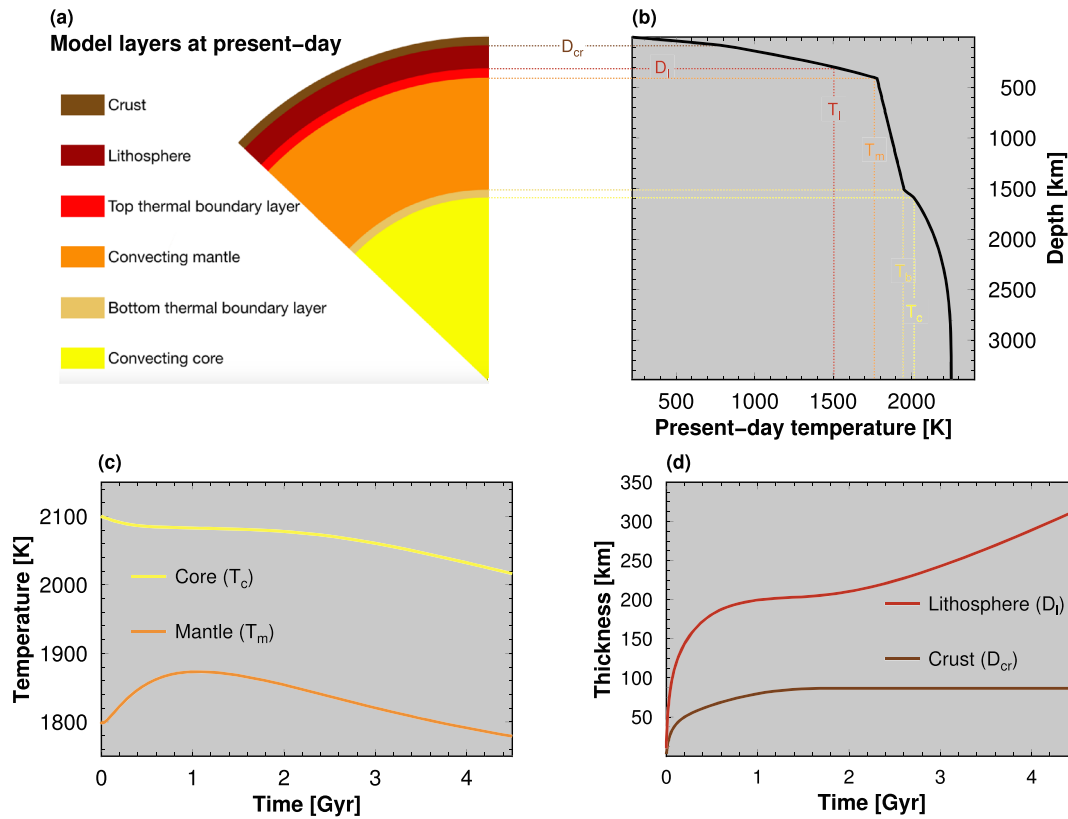 (a)
Model layers at present−day
Crust
Lithosphere
Top thermal boundary layer
Convecting mantle
Bottom thermal boundary layer
Convecting core
D_cr
D_l
(b)
T_l
T_m
T_b
T_c
500
1000
1500
2000
2500
3000
Depth [km]
500 1000 1500 2000
Present−day temperature [K]
(c)
2100
2000
1900
1800
Temperature [K]
Core (T_c)
Mantle (T_m)
0 1 2 3 4
Time [Gyr]
(d)
350
300
250
200
150
100
50
Thickness [km]
Lithosphere (D_l)
Crust (D_cr)
0 1 2 3 4
Time [Gyr]